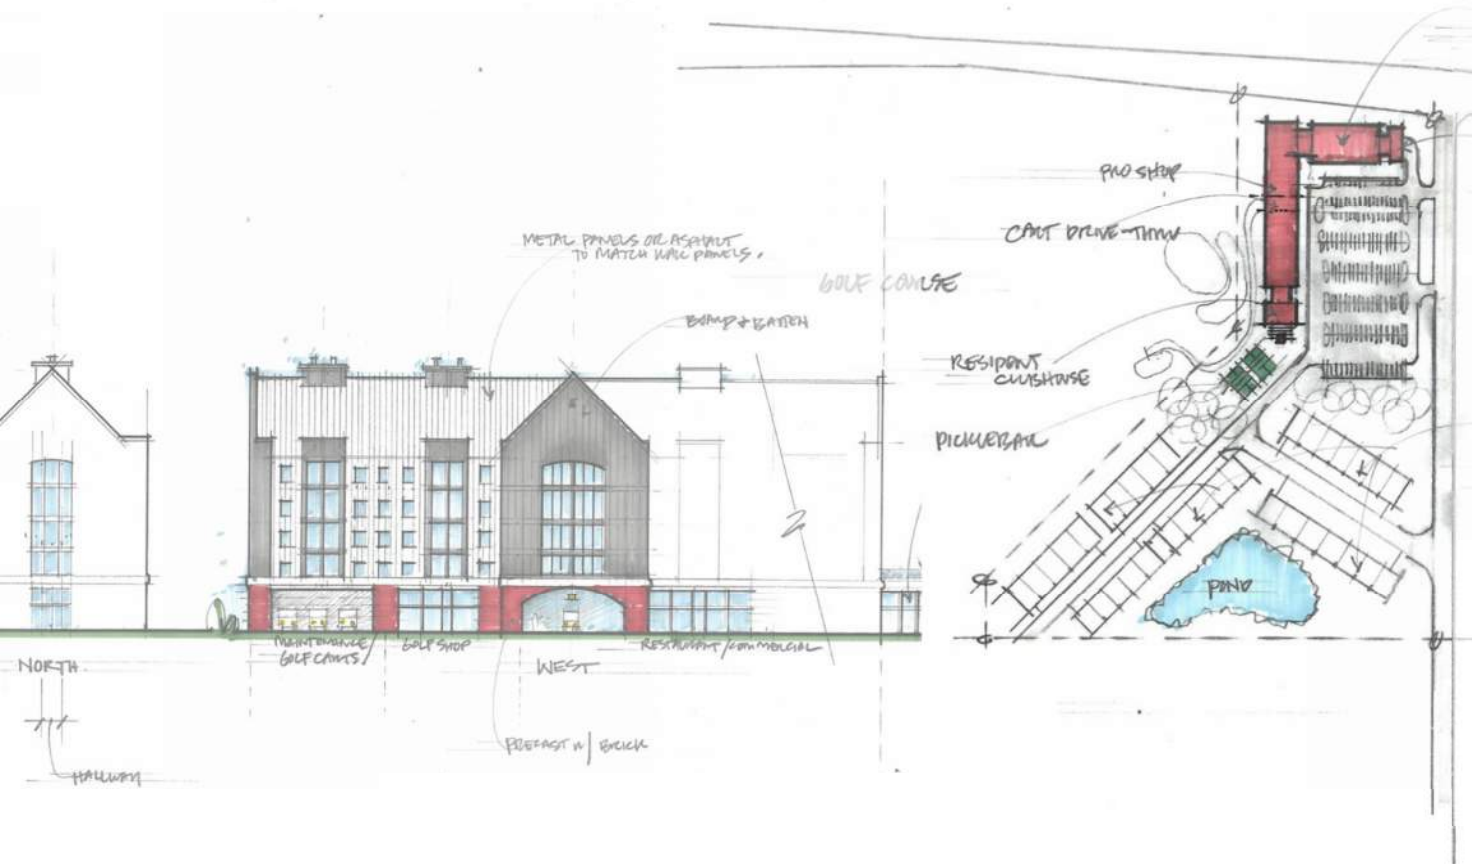 METAL PANELS OR ASPHALT
TO MATCH WALL PANELS.
BOARD & BATTEN
MAINTENANCE/
GOLF CARTS/
GOLF SHOP
RESTAURANT/COMMERCIAL
NORTH
WEST
PRECAST W/ BRICK
HALLWAY
PRO SHOP
CART DRIVE-THRU
GOLF COURSE
RESIDENT
CLUBHOUSE
PICKLEBALL
POND